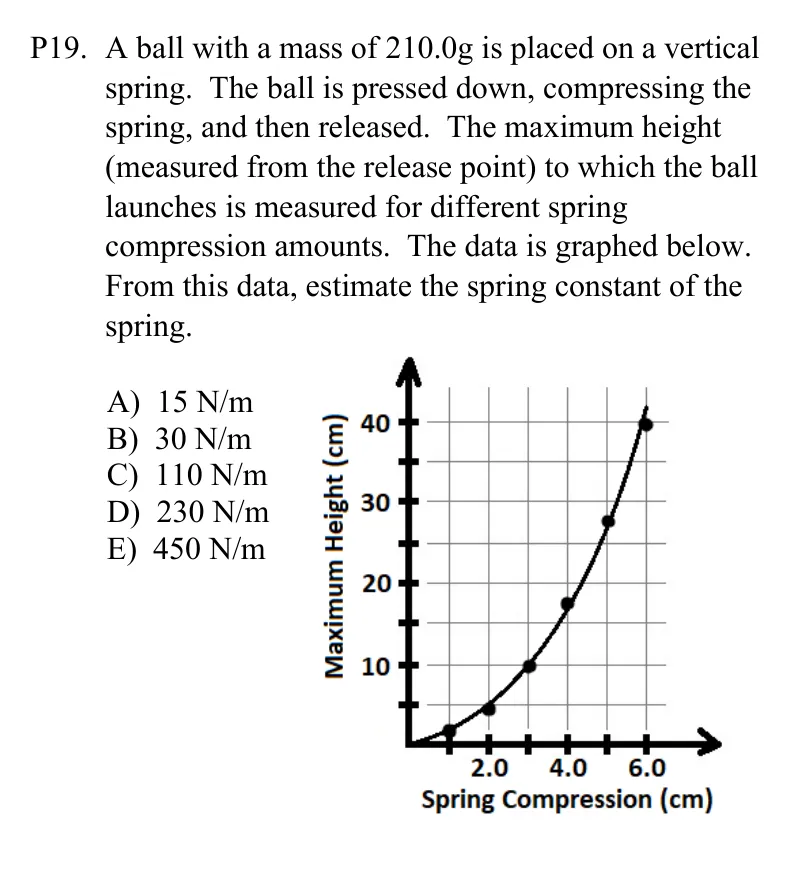 P19. A ball with a mass of 210.0g is placed on a vertical
spring. The ball is pressed down, compressing the
spring, and then released. The maximum height
(measured from the release point) to which the ball
launches is measured for different spring
compression amounts. The data is graphed below.
From this data, estimate the spring constant of the
spring.
A) 15 N/m
B) 30 N/m
C) 110 N/m
D) 230 N/m
E) 450 N/m
Maximum Height (cm)
40
30
20
10
2.0 4.0 6.0
Spring Compression (cm)